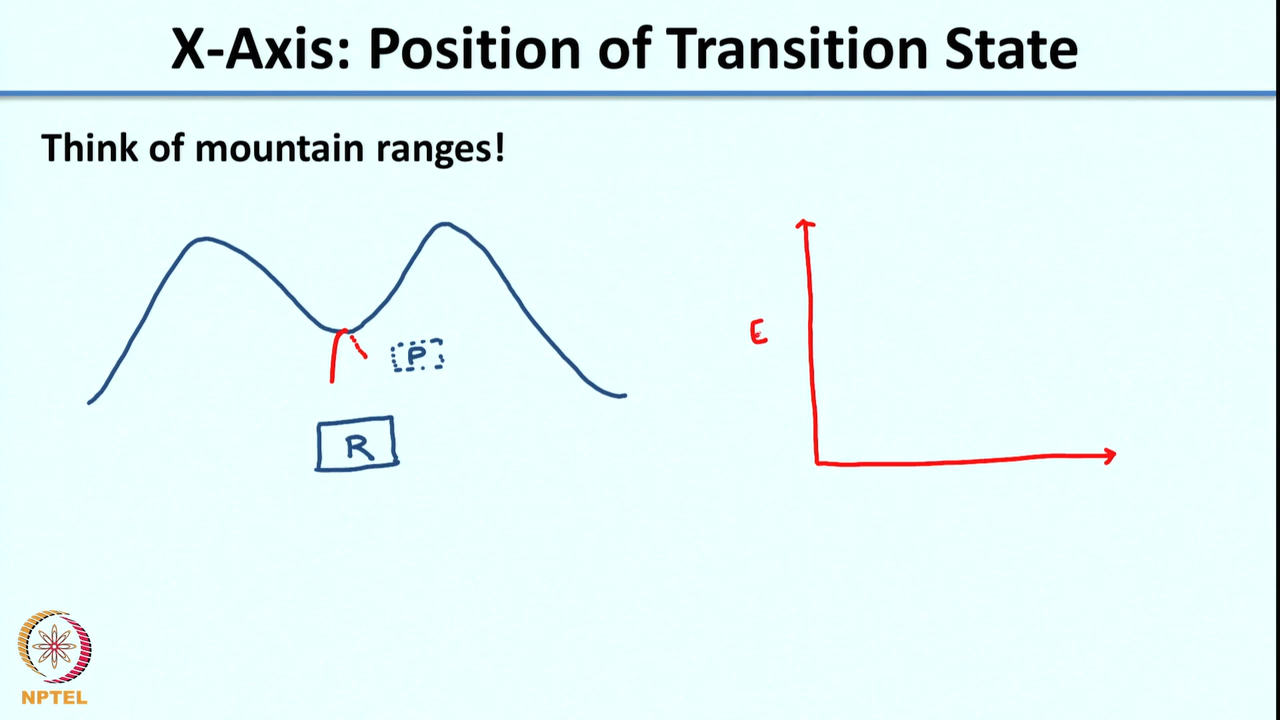 X-Axis: Position of Transition State
Think of mountain ranges!
P
R
E
NPTEL